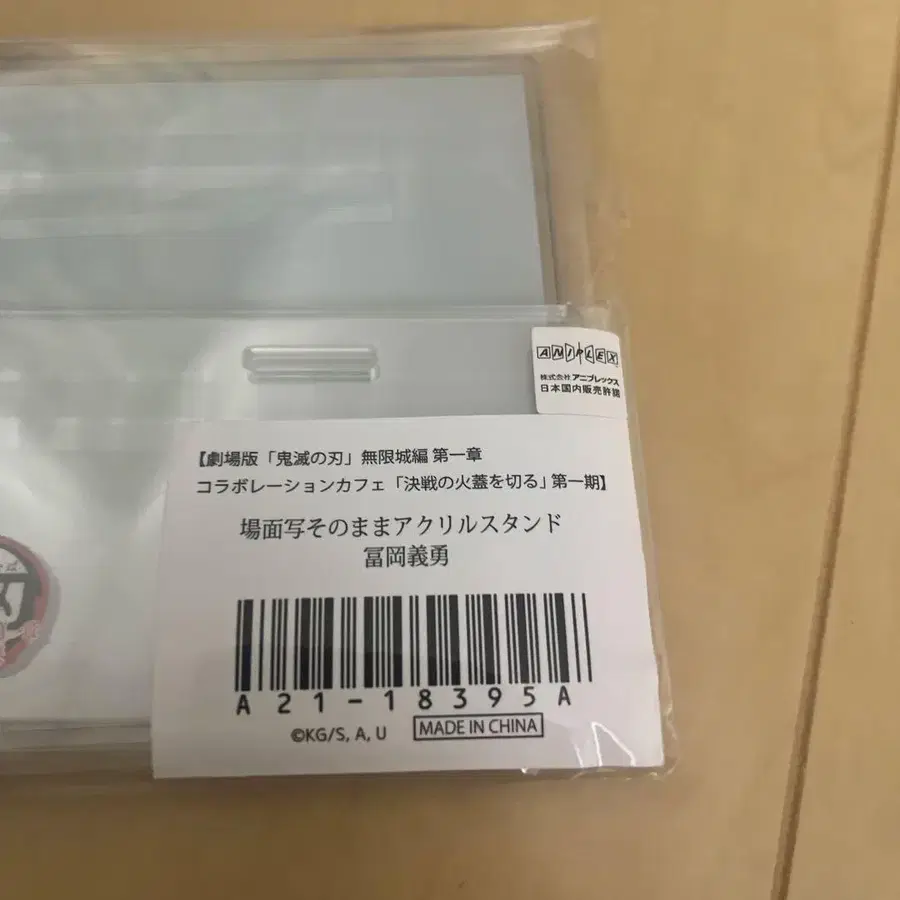 ANIPLEX
株式会社アニプレックス
日本国内販売許諾
【劇場版「鬼滅の刃」無限城編 第一章
コラボレーションカフェ「決戦の火蓋を切る」第一期】
場面写そのままアクリルスタンド
冨岡義勇
A21-18395A
©KG/S, A, U
MADE IN CHINA
刃